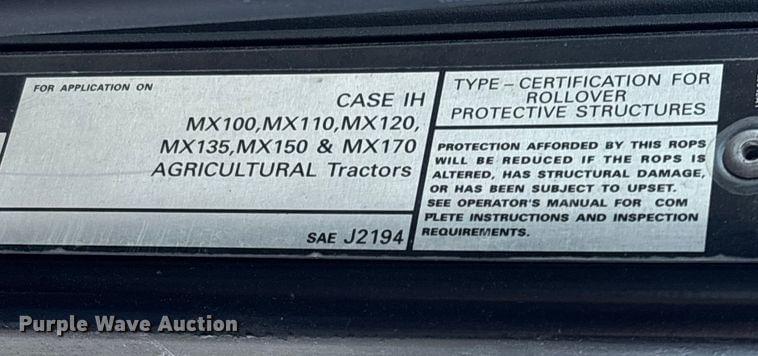 FOR APPLICATION ON
CASE IH
MX100,MX110,MX120,
MX135,MX150 & MX170
AGRICULTURAL Tractors
SAE J2194
TYPE – CERTIFICATION FOR
ROLLOVER
PROTECTIVE STRUCTURES
PROTECTION AFFORDED BY THIS ROPS
WILL BE REDUCED IF THE ROPS IS
ALTERED, HAS STRUCTURAL DAMAGE,
OR HAS BEEN SUBJECT TO UPSET.
SEE OPERATOR'S MANUAL FOR COM
PLETE INSTRUCTIONS AND INSPECTION
REQUIREMENTS.
Purple Wave Auction